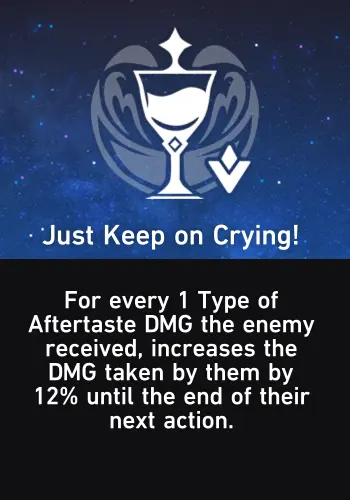 Just Keep on Crying!
For every 1 Type of
Aftertaste DMG the enemy
received, increases the
DMG taken by them by
12% until the end of their
next action.